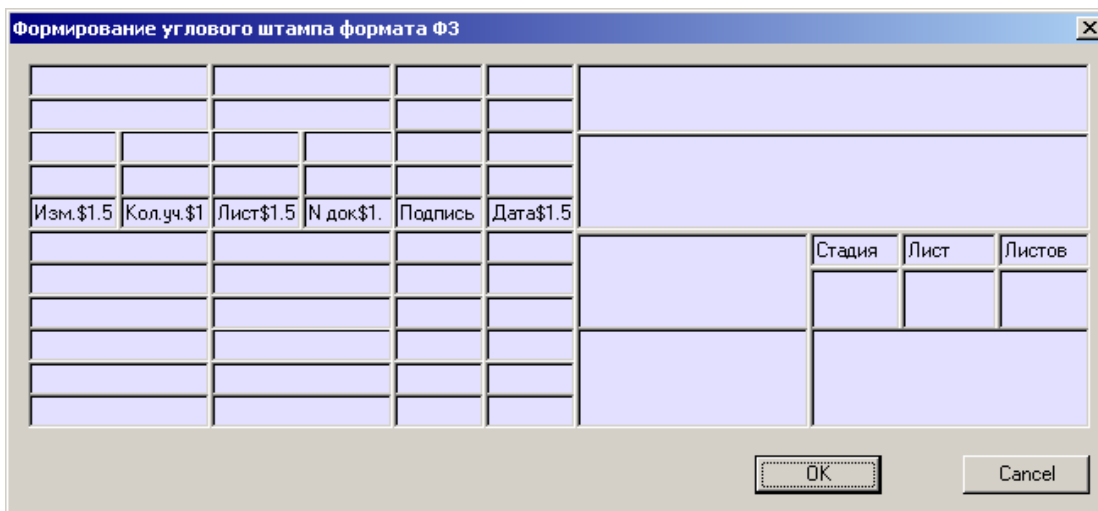 Формирование углового штампа формата Ф3
Изм.$1.5 Кол.уч.$1 Лист$1.5 N док$1. Подпись Дата$1.5
Стадия Лист Листов
OK Cancel